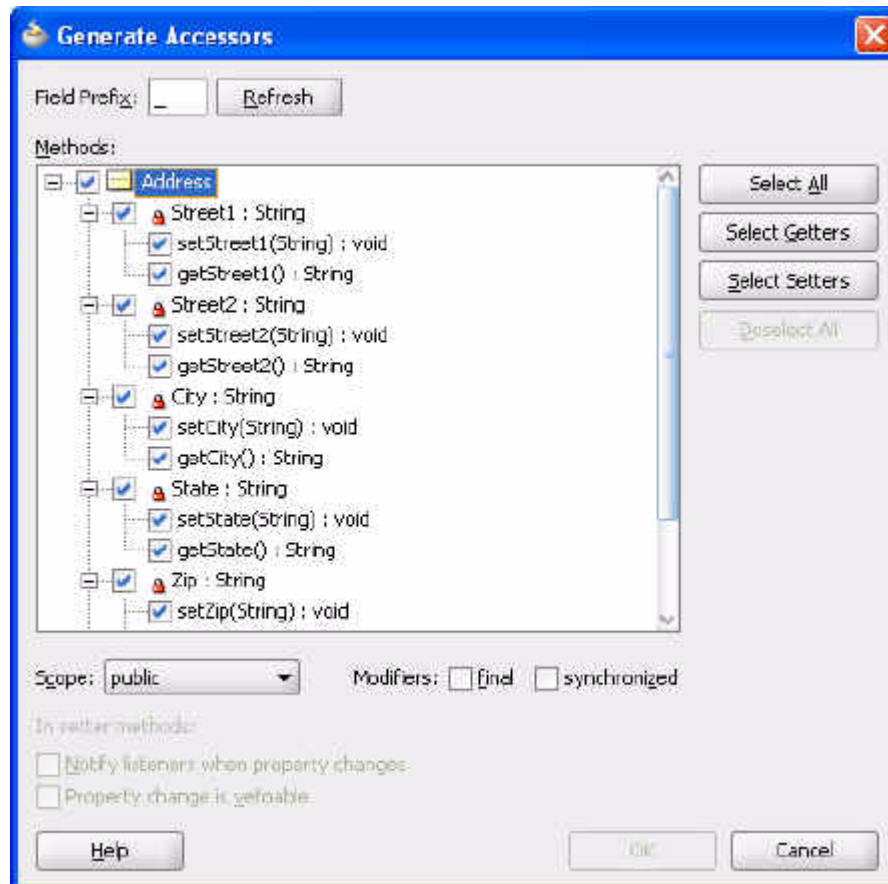 Generate Accessors
Field Prefix: _ Refresh
Methods:
Address
Street1 : String
setStreet1(String) : void
getStreet1() : String
Street2 : String
setStreet2(String) : void
getStreet2() : String
City : String
setCity(String) : void
getCity() : String
State : String
setState(String) : void
getState() : String
Zip : String
setZip(String) : void
Select All
Select Getters
Select Setters
Deselect All
Scope: public Modifiers: final synchronized
In setter methods:
Notify listeners when property changes
Property change is vetoable
Help OK Cancel